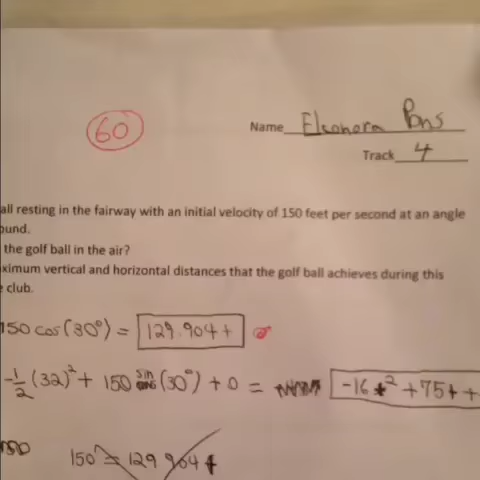 60
Name Eleonora Pons
Track 4
all resting in the fairway with an initial velocity of 150 feet per second at an angle
ound.
the golf ball in the air?
ximum vertical and horizontal distances that the golf ball achieves during this
club.
150 cos(30°) = 129.904t
-1/2 (32)² + 150 sin (30°) + 0 = -16t² + 75t +
150 = 129 904 t